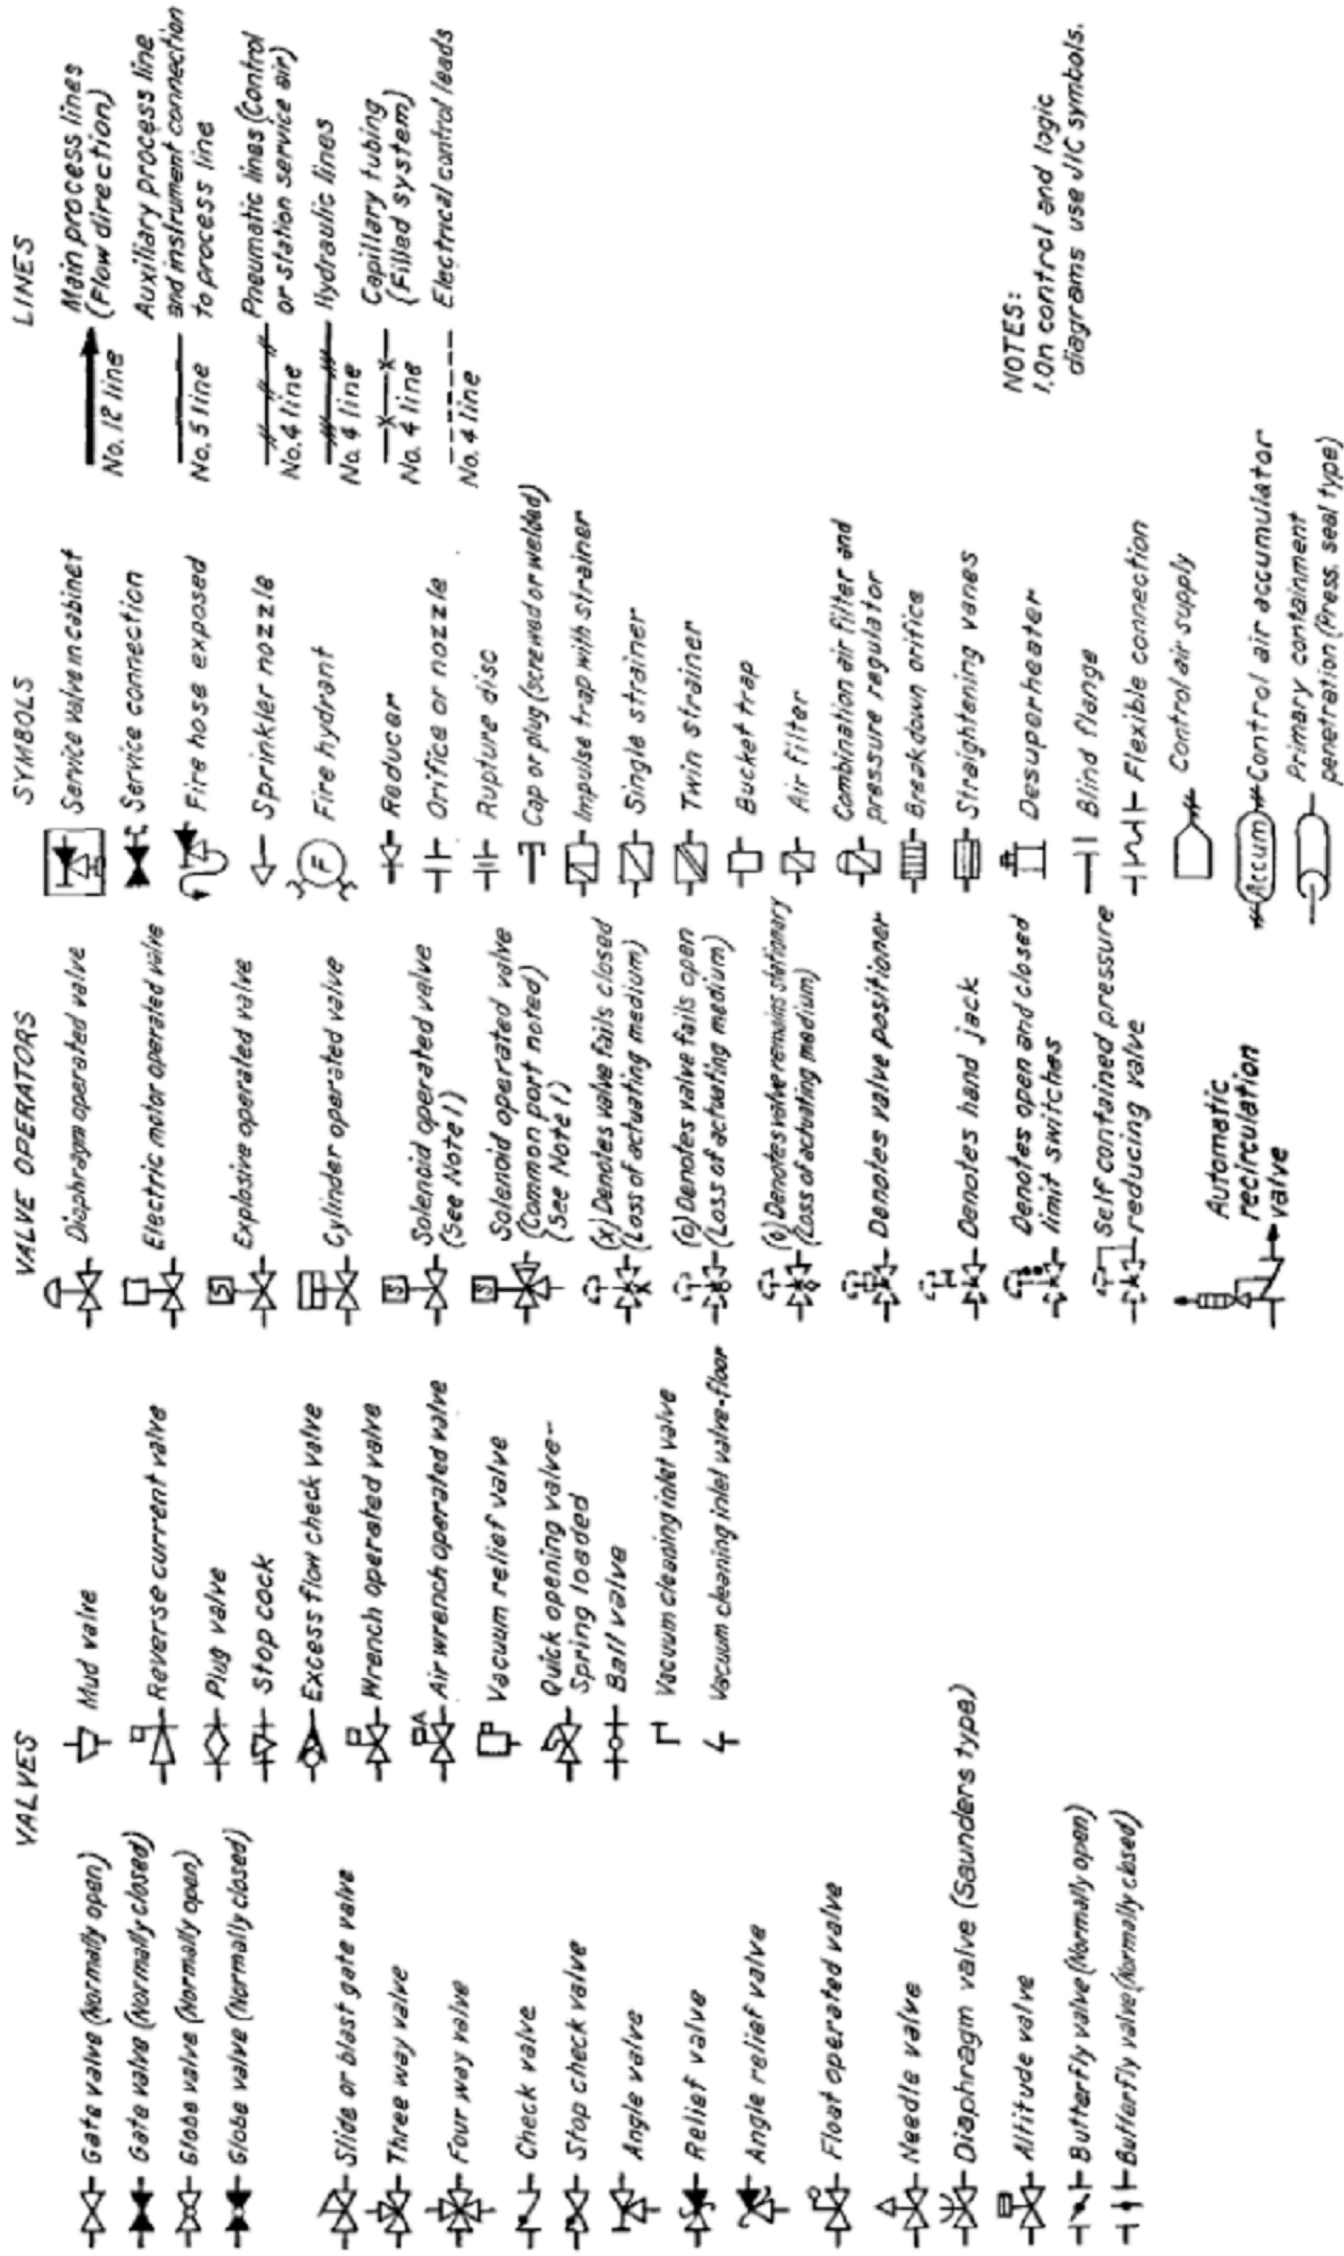 VALVES
Gate valve (Normally open)
Gate valve (Normally closed)
Globe valve (Normally open)
Globe valve (Normally closed)
Slide or blast gate valve
Three way valve
Four way valve
Check valve
Stop check valve
Angle valve
Relief valve
Angle relief valve
Float operated valve
Needle valve
Diaphragm valve (Saunders type)
Altitude valve
Butterfly valve (Normally open)
Butterfly valve (Normally closed)
Mud valve
Reverse current valve
Plug valve
Stop cock
Excess flow check valve
Wrench operated valve
A
Air wrench operated valve
Vacuum relief valve
Quick opening valve-
Spring loaded
Ball valve
Vacuum cleaning inlet valve
Vacuum cleaning inlet valve-floor
VALVE OPERATORS
Diaphragm operated valve
Electric motor operated valve
Explosive operated valve
Cylinder operated valve
S
Solenoid operated valve
(See Note 1)
S
Solenoid operated valve
(Common port noted)
(See Note 1)
(x) Denotes valve fails closed
(Loss of actuating medium)
(o) Denotes valve fails open
(Loss of actuating medium)
Denotes valve remains stationary
(Loss of actuating medium)
Denotes valve positioner
Denotes hand jack
Denotes open and closed
limit switches
Self contained pressure
reducing valve
Automatic
recirculation
valve
SYMBOLS
Service valve in cabinet
Service connection
Fire hose exposed
Sprinkler nozzle
F
Fire hydrant
Reducer
Orifice or nozzle
Rupture disc
Cap or plug (screwed or welded)
Impulse trap with strainer
Single strainer
Twin strainer
Bucket trap
Air filter
Combination air filter and
pressure regulator
Breakdown orifice
Straightening vanes
Desuperheater
Blind flange
Flexible connection
Control air supply
Accum
Control air accumulator
Primary containment
penetration (Press. seal type)
LINES
No. 12 line
Main process lines
(Flow direction)
No. 5 line
Auxiliary process line
and instrument connection
to process line
No. 4 line
Pneumatic lines (Control
or station service air)
No. 4 line
Hydraulic lines
No. 4 line
Capillary tubing
(Filled system)
No. 4 line
Electrical control leads
NOTES:
1. On control and logic
diagrams use JIC symbols.